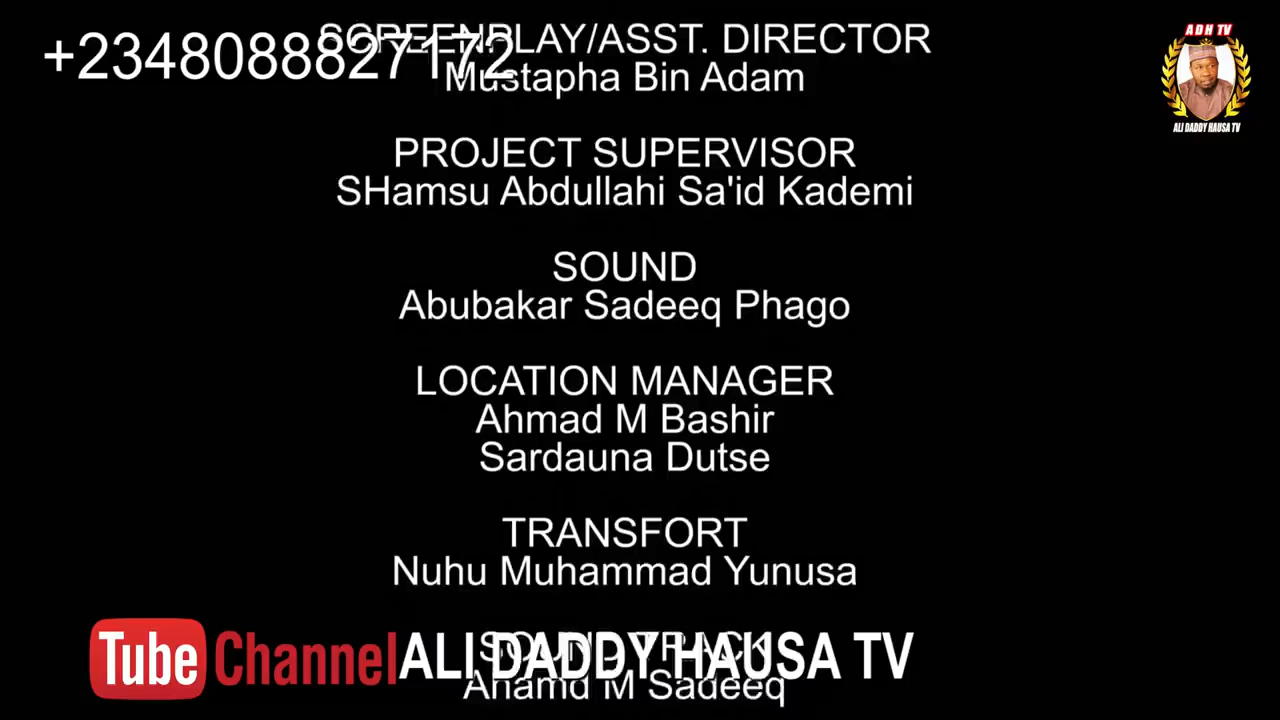 SCREENPLAY/ASST. DIRECTOR
+2348088827172
Mustapha Bin Adam
ADH TV
ALI DADDY HAUSA TV
PROJECT SUPERVISOR
SHamsu Abdullahi Sa'id Kademi
SOUND
Abubakar Sadeeq Phago
LOCATION MANAGER
Ahmad M Bashir
Sardauna Dutse
TRANSFORT
Nuhu Muhammad Yunusa
SOUND TRACK
Tube Channel ALI DADDY HAUSA TV
Ahamd M Sadeeq